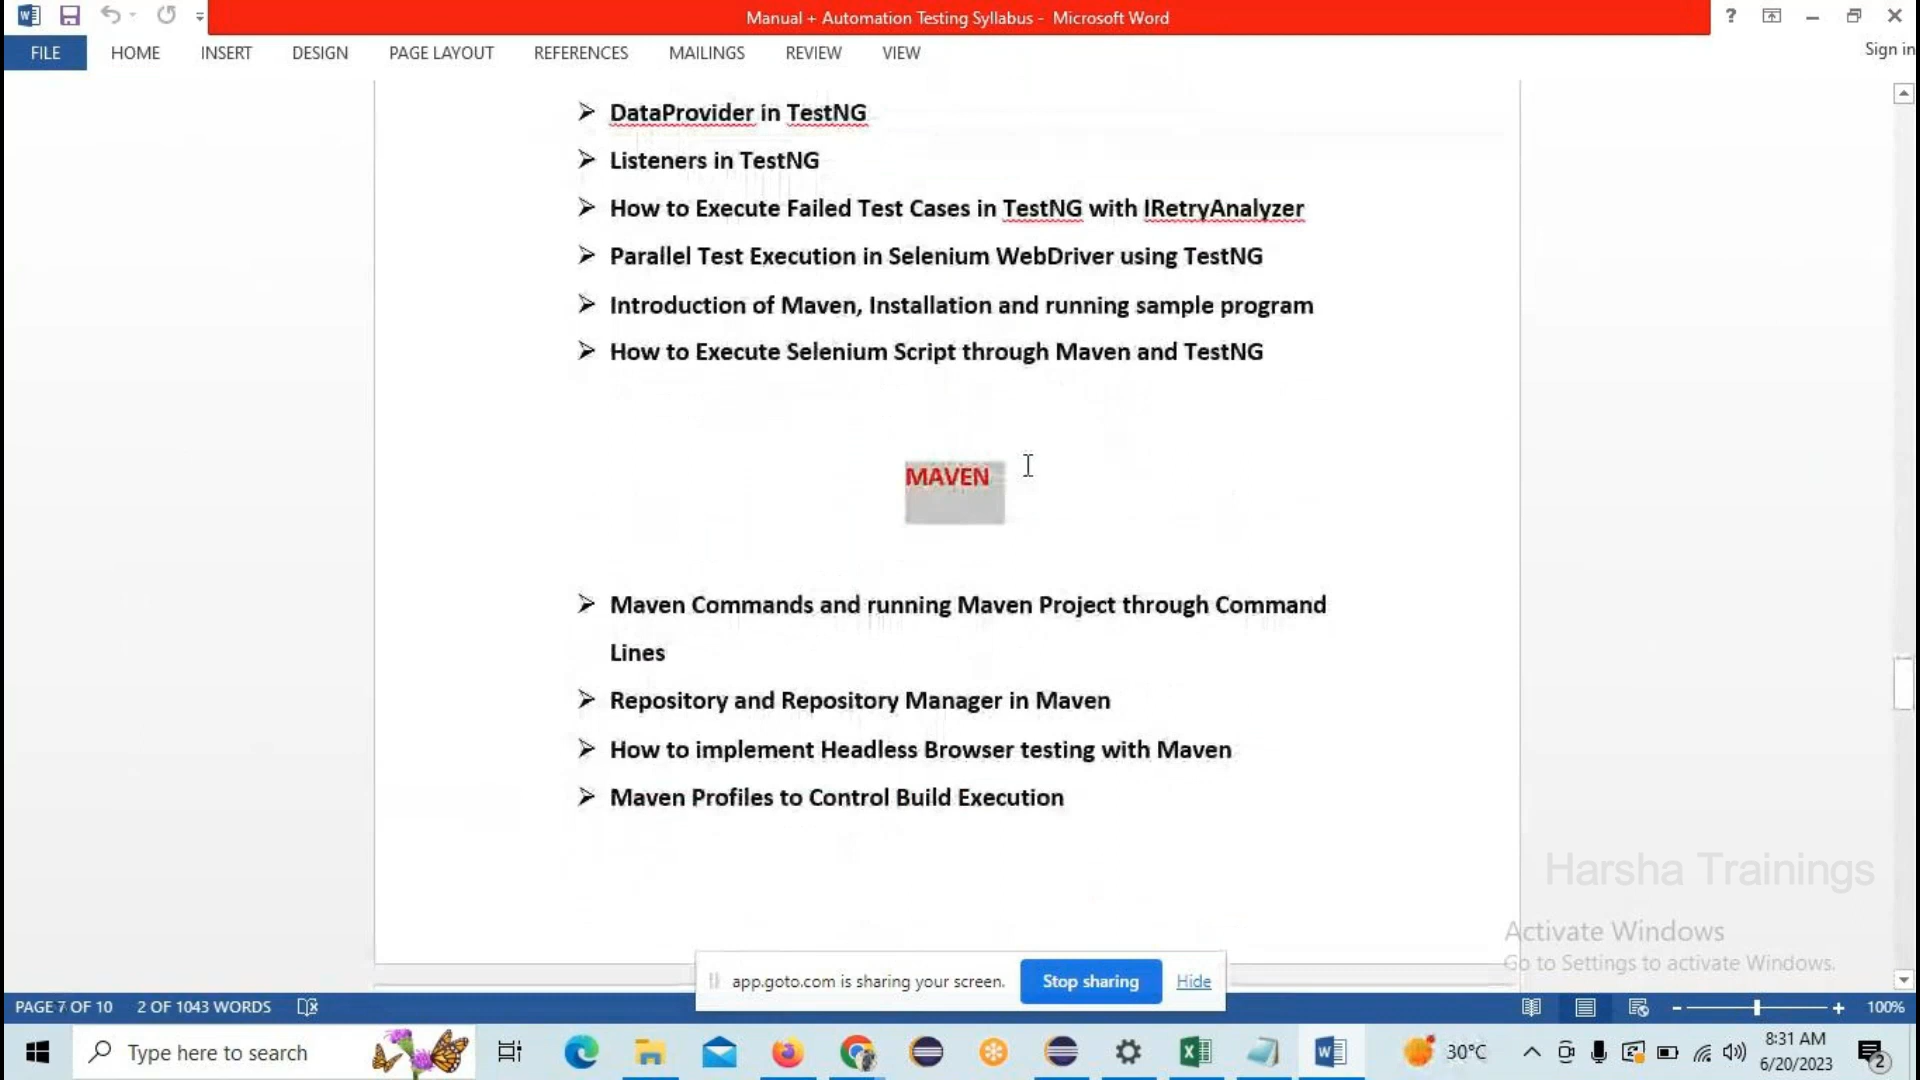 Manual + Automation Testing Syllabus - Microsoft Word
?
FILE HOME INSERT DESIGN PAGE LAYOUT REFERENCES MAILINGS REVIEW VIEW
Sign in
DataProvider in TestNG
Listeners in TestNG
How to Execute Failed Test Cases in TestNG with IRetryAnalyzer
Parallel Test Execution in Selenium WebDriver using TestNG
Introduction of Maven, Installation and running sample program
How to Execute Selenium Script through Maven and TestNG
MAVEN
Maven Commands and running Maven Project through Command
Lines
Repository and Repository Manager in Maven
How to implement Headless Browser testing with Maven
Maven Profiles to Control Build Execution
Harsha Trainings
Activate Windows
Go to Settings to activate Windows.
app.goto.com is sharing your screen. Stop sharing Hide
PAGE 7 OF 10 2 OF 1043 WORDS 100%
Type here to search
30°C
8:31 AM
6/20/2023
2